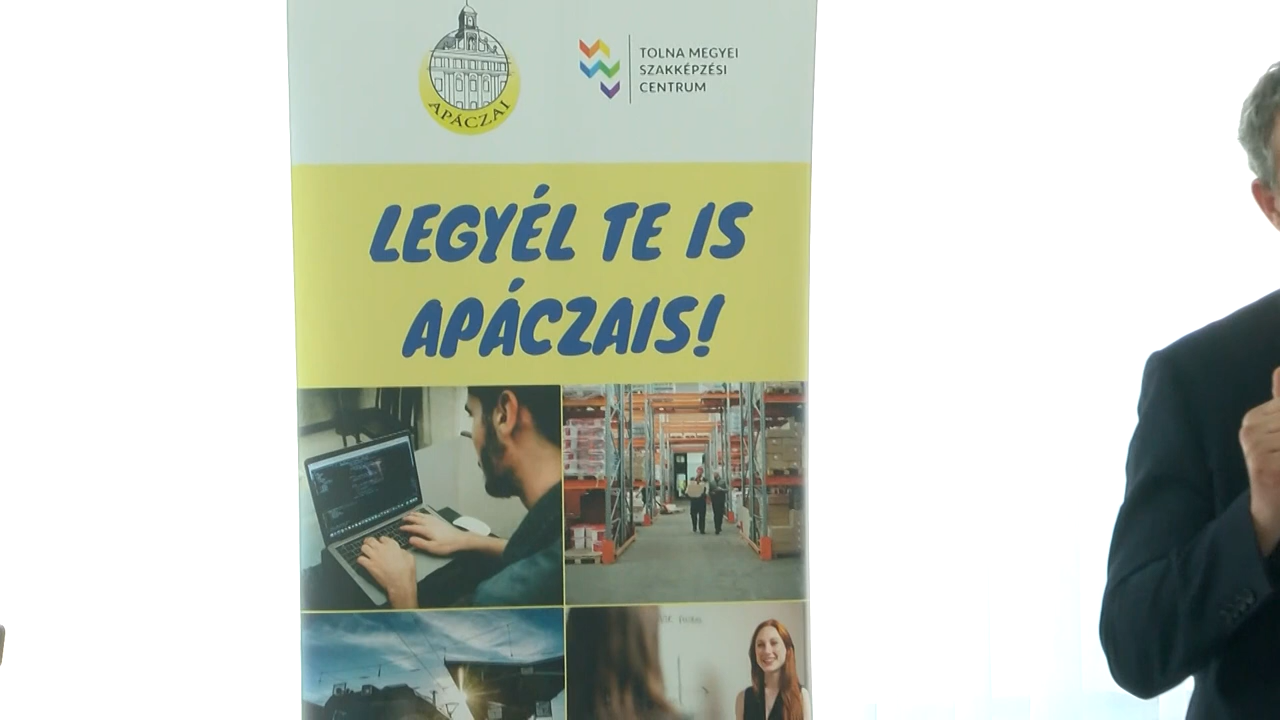 APÁCZAI
TOLNA MEGYEI
SZAKKÉPZÉSI
CENTRUM
LEGYÉL TE IS
APÁCZAIS!